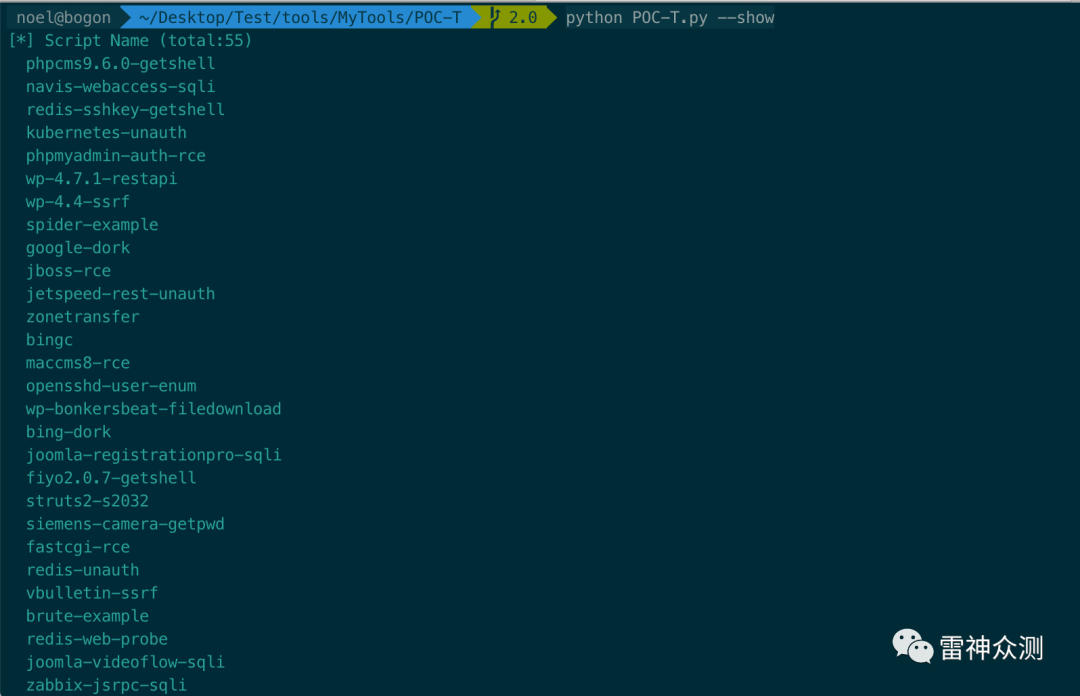 noel@bogon ~/Desktop/Test/tools/MyTools/POC-T 2.0 python POC-T.py --show
[*] Script Name (total:55)
phpcms9.6.0-getshell
navis-webaccess-sqli
redis-sshkey-getshell
kubernetes-unauth
phpmyadmin-auth-rce
wp-4.7.1-restapi
wp-4.4-ssrf
spider-example
google-dork
jboss-rce
jetspeed-rest-unauth
zonetransfer
bingc
maccms8-rce
opensshd-user-enum
wp-bonkersbeat-filedownload
bing-dork
joomla-registrationpro-sqli
fiyo2.0.7-getshell
struts2-s2032
siemens-camera-getpwd
fastcgi-rce
redis-unauth
vbulletin-ssrf
brute-example
redis-web-probe
joomla-videoflow-sqli
zabbix-jsrpc-sqli
雷神众测